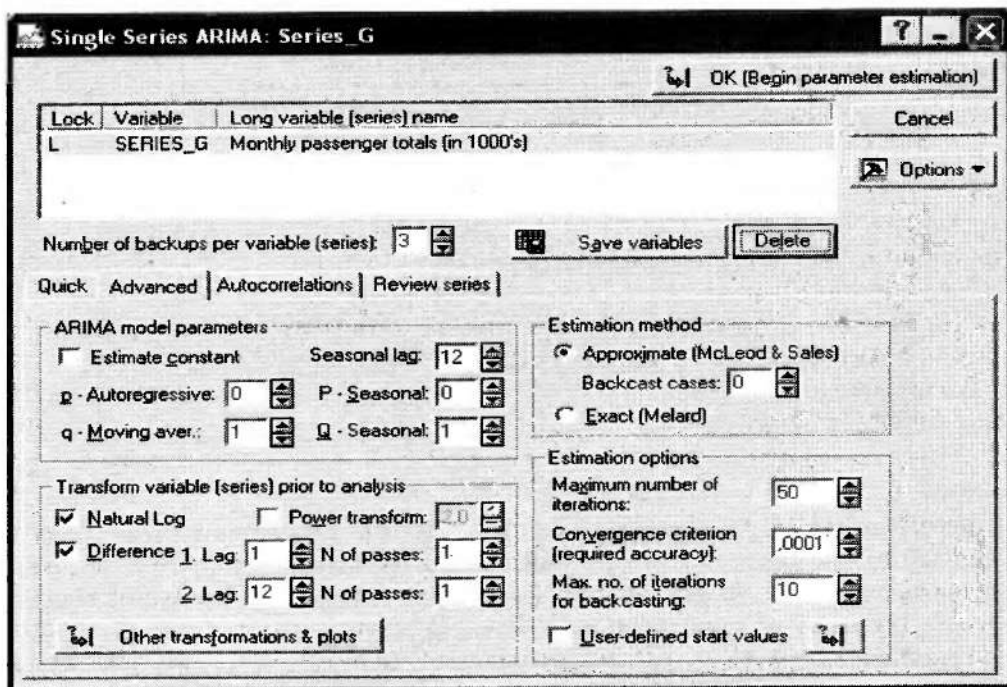 Single Series ARIMA: Series_G
OK (Begin parameter estimation)
Lock Variable Long variable (series) name
L SERIES_G Monthly passenger totals (in 1000's)
Cancel
Options
Number of backups per variable (series): 3 Save variables Delete
Quick Advanced Autocorrelations Review series
ARIMA model parameters
Estimate constant Seasonal lag: 12
p - Autoregressive: 0 P - Seasonal: 0
q - Moving aver.: 1 Q - Seasonal: 1
Transform variable (series) prior to analysis
Natural Log Power transform: 2.0
Difference 1. Lag: 1 N of passes: 1
2. Lag: 12 N of passes: 1
Other transformations & plots
Estimation method
Approximate (McLeod & Sales)
Backcast cases: 0
Exact (Melard)
Estimation options
Maximum number of
iterations: 50
Convergence criterion
(required accuracy): ,0001
Max. no. of iterations
for backcasting: 10
User-defined start values